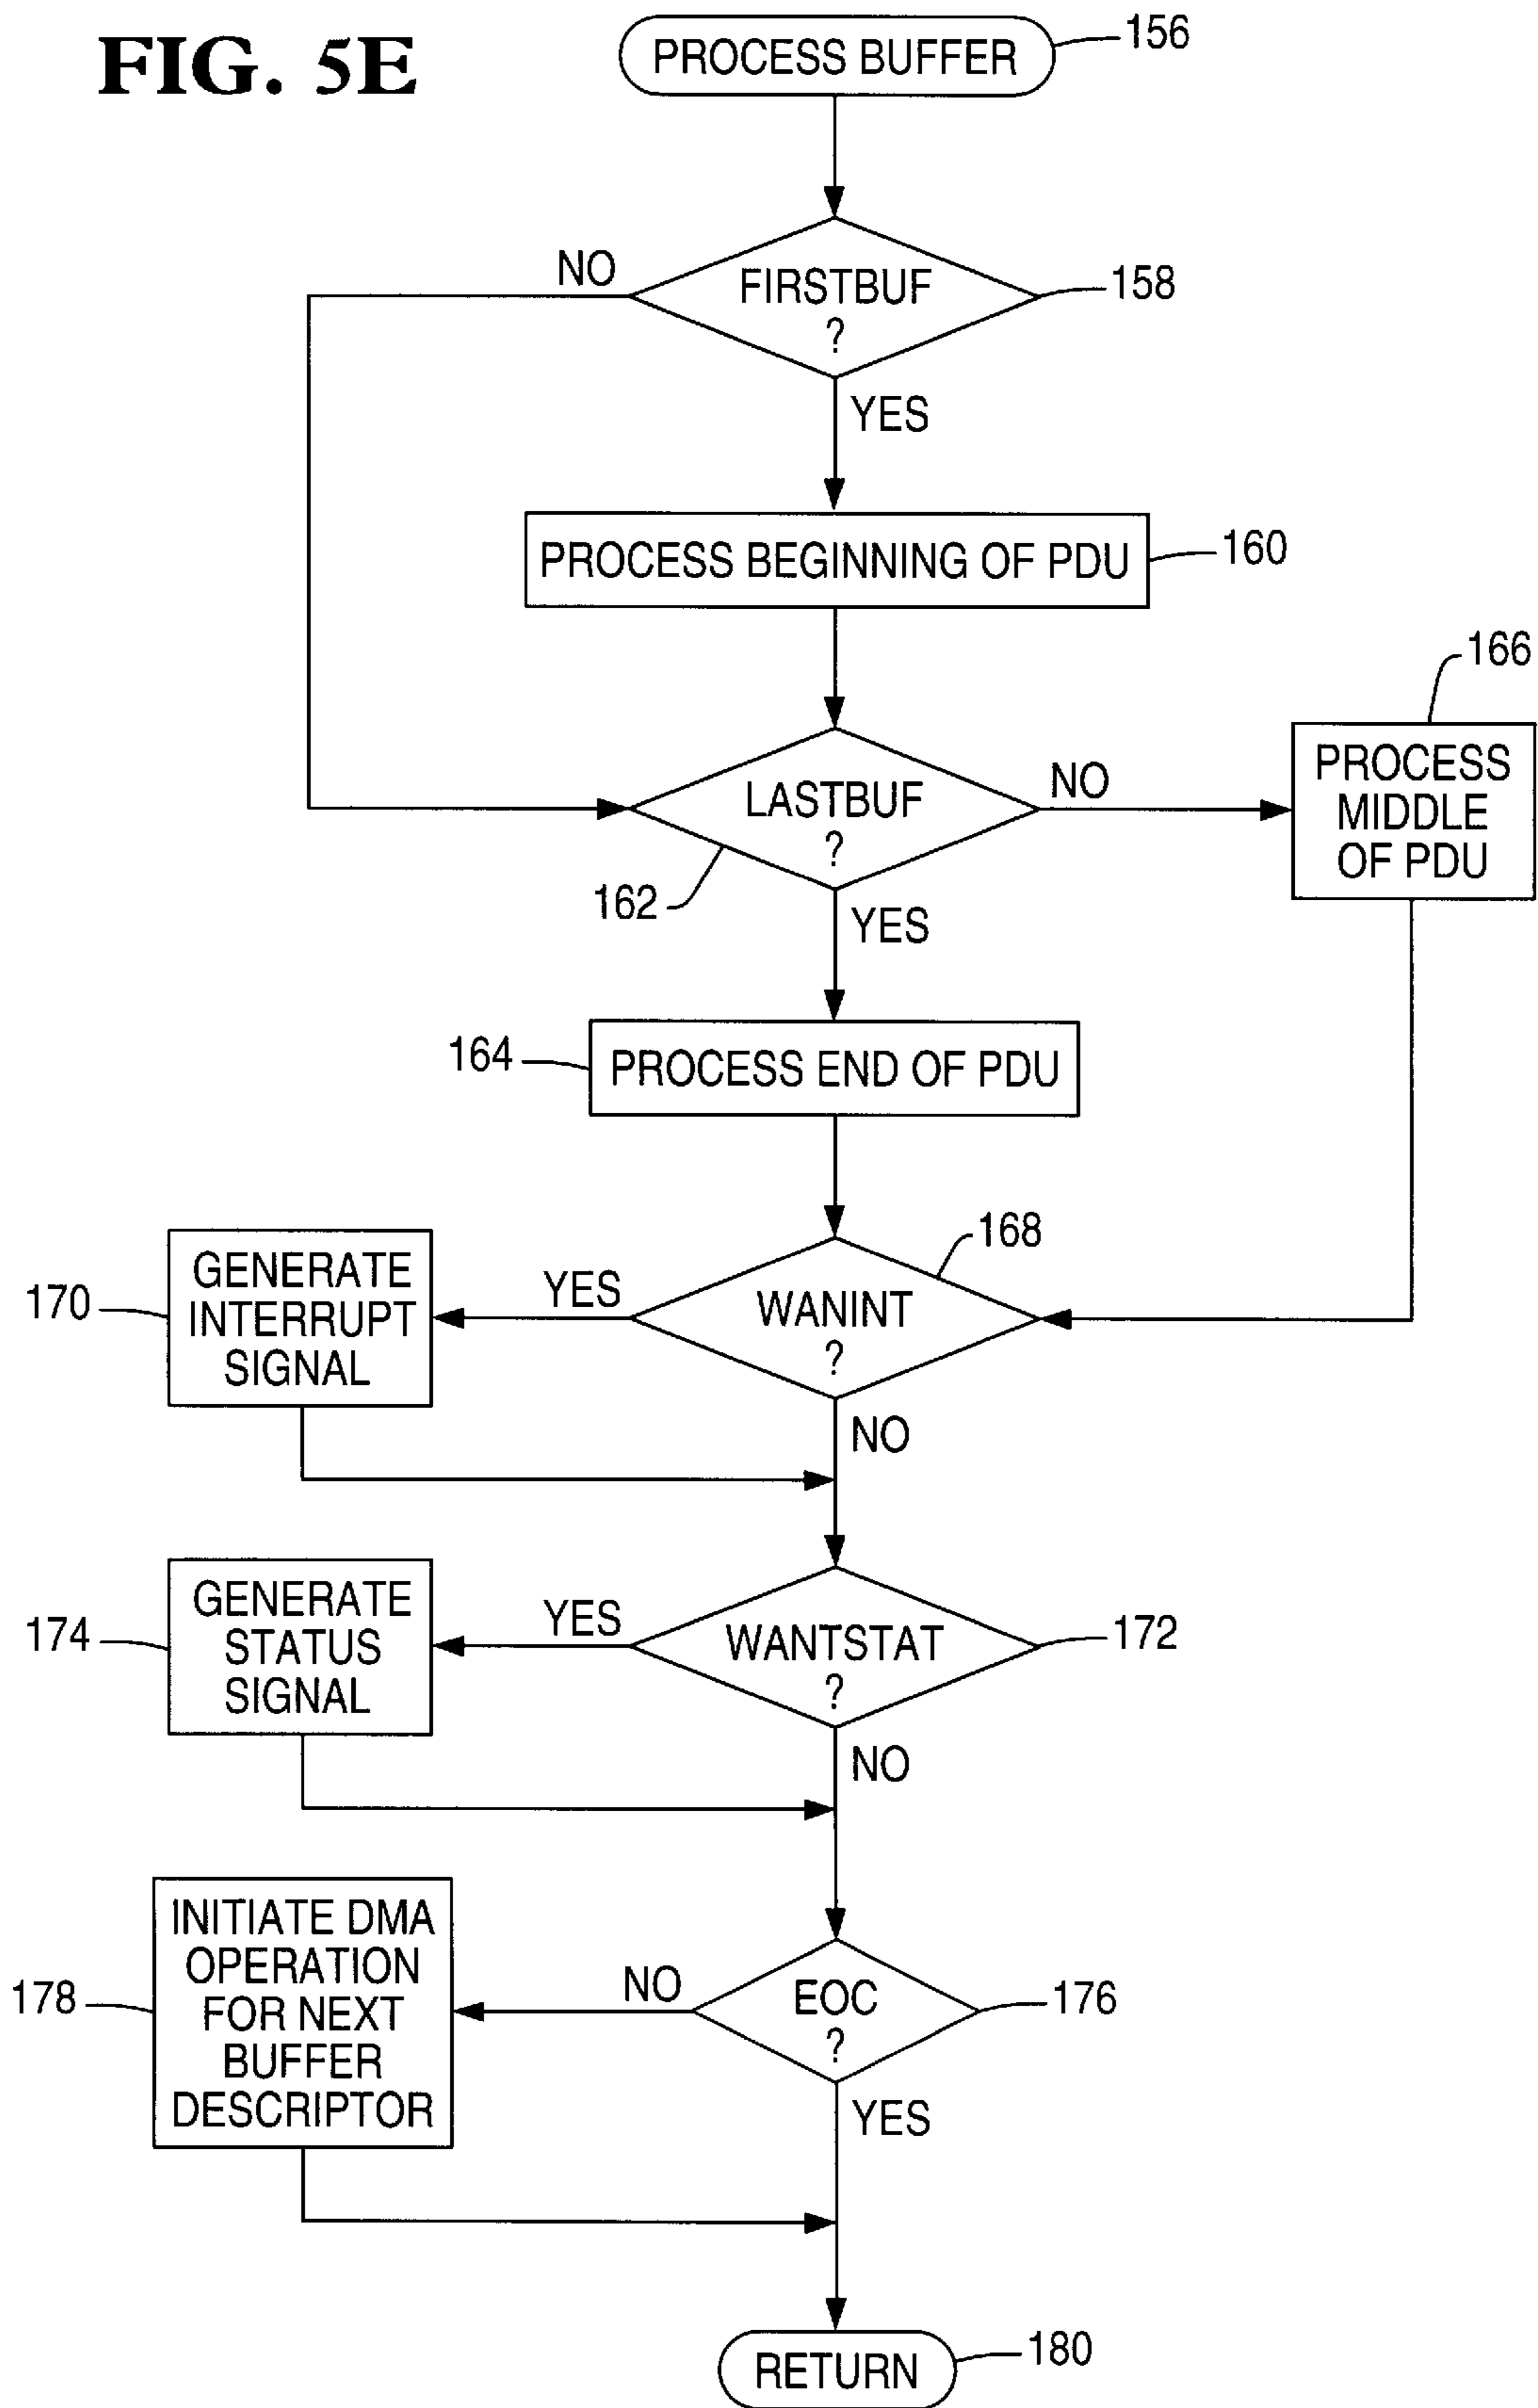 FIG. 5E
PROCESS BUFFER
156
NO
FIRSTBUF
?
158
YES
PROCESS BEGINNING OF PDU
160
166
LASTBUF
?
NO
PROCESS
MIDDLE
OF PDU
162
YES
164
PROCESS END OF PDU
168
170
GENERATE
INTERRUPT
SIGNAL
YES
WANINT
?
NO
174
GENERATE
STATUS
SIGNAL
YES
WANTSTAT
?
172
NO
178
INITIATE DMA
OPERATION
FOR NEXT
BUFFER
DESCRIPTOR
NO
EOC
?
176
YES
RETURN
180